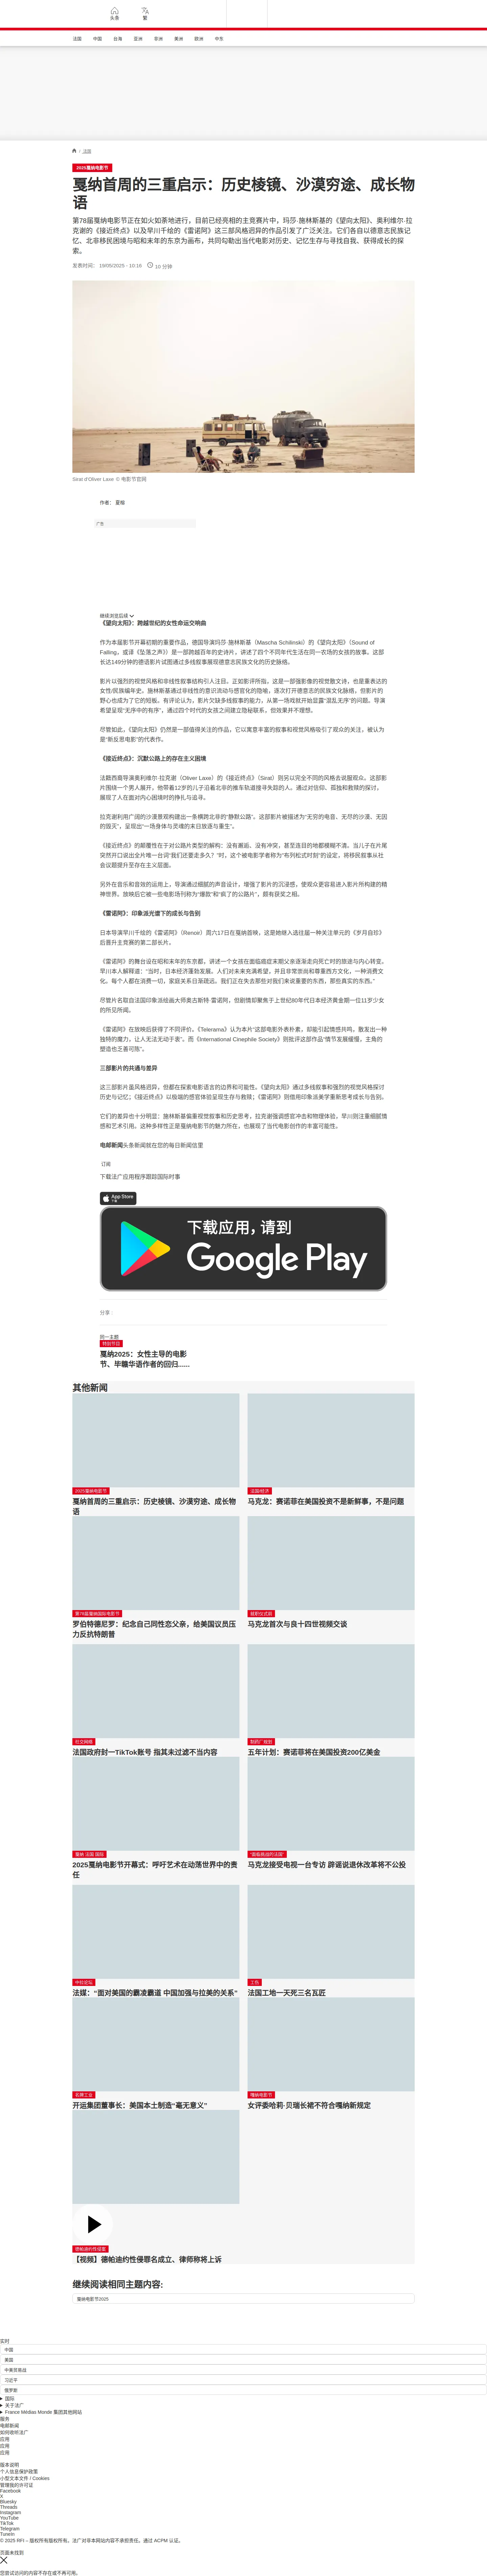 头条
繁
法国
中国
台海
亚洲
非洲
美洲
欧洲
中东
/ 法国
2025戛纳电影节
戛纳首周的三重启示：历史棱镜、沙漠穷途、成长物
语
第78届戛纳电影节正在如火如荼地进行，目前已经亮相的主竞赛片中，玛莎·施林斯基的《望向太阳》、奥利维尔·拉
克谢的《接近终点》以及早川千绘的《雷诺阿》这三部风格迥异的作品引发了广泛关注。它们各自以德意志民族记
忆、北非移民困境与昭和末年的东京为画布，共同勾勒出当代电影对历史、记忆生存与寻找自我、获得成长的探
索。
发表时间： 19/05/2025 - 10:16
10 分钟
Sirat d'Oliver Laxe © 电影节官网
作者： 夏榕
广告
继续浏览后续
《望向太阳》：跨越世纪的女性命运交响曲
作为本届影节开幕初期的重要作品，德国导演玛莎·施林斯基（Mascha Schilinski）的《望向太阳》（Sound of
Falling，或译《坠落之声》）是一部跨越百年的史诗片，讲述了四个不同年代生活在同一农场的女孩的故事。这部
长达149分钟的德语影片试图通过多线叙事展现德意志民族文化的历史脉络。
影片以强烈的视觉风格和非线性叙事结构引人注目。正如影评所指，这是一部强影像的视觉散文诗，也是重表达的
女性/民族编年史。施林斯基通过非线性的意识流动与感官化的隐喻，逐次打开德意志的民族文化脉络，但影片的
野心也成为了它的短板。有评论认为，影片欠缺多线叙事的能力，从第一场戏就开始显露"混乱无序"的问题。导演
希望呈现"无序中的有序"，通过四个时代的女孩之间建立隐秘联系，但效果并不理想。
尽管如此，《望向太阳》仍然是一部值得关注的作品，它以寓意丰富的叙事和视觉风格吸引了观众的关注，被认为
是"新反思电影"的代表作。
《接近终点》：沉默公路上的存在主义困境
法籍西裔导演奥利维尔·拉克谢（Oliver Laxe）的《接近终点》（Sirat）则另以完全不同的风格去说服观众。这部影
片围绕一个男人展开，他带着12岁的儿子沿着北非的推车轨道搜寻失踪的人。通过对信仰、孤独和救赎的探讨，
展现了人在面对内心困境时的挣扎与追寻。
拉克谢利用广阔的沙漠景观构建出一条横跨北非的"静默公路"。这部影片被描述为"无穷的电音、无尽的沙漠、无因
的毁灭"，呈现出"一场身体与灵魂的末日放逐与重生"。
《接近终点》的颠覆性在于对公路片类型的解构：没有邂逅、没有冲突，甚至连目的地都模糊不清。当儿子在片尾
突然开口说出全片唯一台词"我们还要走多久？"时，这个被电影学者称为"布列松式时刻"的设定，将移民叙事从社
会议题提升至存在主义层面。
另外在音乐和音效的运用上，导演通过细腻的声音设计，增强了影片的沉浸感，使观众更容易进入影片所构建的精
神世界。放映后它被一些电影场刊称为"爆款"和"疯了的公路片"，颇有获奖之相。
《雷诺阿》：印象派光谱下的成长与告别
日本导演早川千绘的《雷诺阿》（Renoir）周六17日在戛纳首映，这是她继入选往届一种关注单元的《岁月自珍》
后晋升主竞赛的第二部长片。
《雷诺阿》的舞台设在昭和末年的东京都，讲述一个女孩在面临癌症末期父亲逐渐走向死亡时的旅途与内心转变。
早川本人解释道："当时，日本经济蓬勃发展。人们对未来充满希望，并且非常崇尚和尊重西方文化，一种消费文
化。每个人都在消费一切，家庭关系日渐疏远。我们正在失去那些对我们来说重要的东西，那些真实的东西。"
尽管片名取自法国印象派绘画大师奥古斯特·雷诺阿，但剧情却聚焦于上世纪80年代日本经济黄金期一位11岁少女
的所见所闻。
《雷诺阿》在放映后获得了不同评价。《Telerama》认为本片"这部电影外表朴素，却能引起情感共鸣，散发出一种
独特的魔力，让人无法无动于衷"。而《International Cinephile Society》则批评这部作品"情节发展缓慢，主角的
塑造也乏善可陈"。
三部影片的共通与差异
这三部影片虽风格迥异，但都在探索电影语言的边界和可能性。《望向太阳》通过多线叙事和强烈的视觉风格探讨
历史与记忆；《接近终点》以极端的感官体验呈现生存与救赎；《雷诺阿》则借用印象派美学重新思考成长与告别。
它们的差异也十分明显：施林斯基偏重视觉叙事和历史思考，拉克谢强调感官冲击和物理体验，早川则注重细腻情
感和艺术引用。这种多样性正是戛纳电影节的魅力所在，也展现了当代电影创作的丰富可能性。
电邮新闻头条新闻就在您的每日新闻信里
订阅
下载法广应用程序跟踪国际时事
App Store
下载
下载应用，请到
Google Play
分享 :
同一主题
特别节目
戛纳2025：女性主导的电影
节、毕赣华语作者的回归......
其他新闻
2025戛纳电影节
戛纳首周的三重启示：历史棱镜、沙漠穷途、成长物
语
法国/经济
马克龙：赛诺菲在美国投资不是新鲜事，不是问题
第78届戛纳国际电影节
罗伯特德尼罗：纪念自己同性恋父亲，给美国议员压
力反抗特朗普
就职仪式前
马克龙首次与良十四世视频交谈
社交网络
法国政府封一TikTok账号 指其未过滤不当内容
制药厂规划
五年计划：赛诺菲将在美国投资200亿美金
戛纳 法国 国际
2025戛纳电影节开幕式：呼吁艺术在动荡世界中的责
任
马克龙接受电视一台专访 辟谣说退休改革将不公投
中拉论坛
法媒：“面对美国的霸凌霸道 中国加强与拉美的关系”
工伤
法国工地一天死三名瓦匠
名牌工业
开运集团董事长：美国本土制造“毫无意义”
嘎纳电影节
女评委哈莉·贝瑞长裙不符合嘎纳新规定
德帕迪约性侵案
【视频】德帕迪约性侵罪名成立、律师称将上诉
继续阅读相同主题内容:
戛纳电影节2025
实时
中国
美国
中美贸易战
习近平
俄罗斯
国际
关于法广
France Médias Monde 集团其他网站
服务
电邮新闻
如何收听法广
应用
应用
应用
版本说明
个人信息保护政策
小型文本文件 / Cookies
管理我的许可证
Facebook
X
Bluesky
Threads
Instagram
YouTube
TikTok
Telegram
TuneIn
© 2025 RFI – 版权所有版权所有。法广对非本网站内容不承担责任。通过 ACPM 认证。
页面未找到
您尝试访问的内容不存在或不再可用。